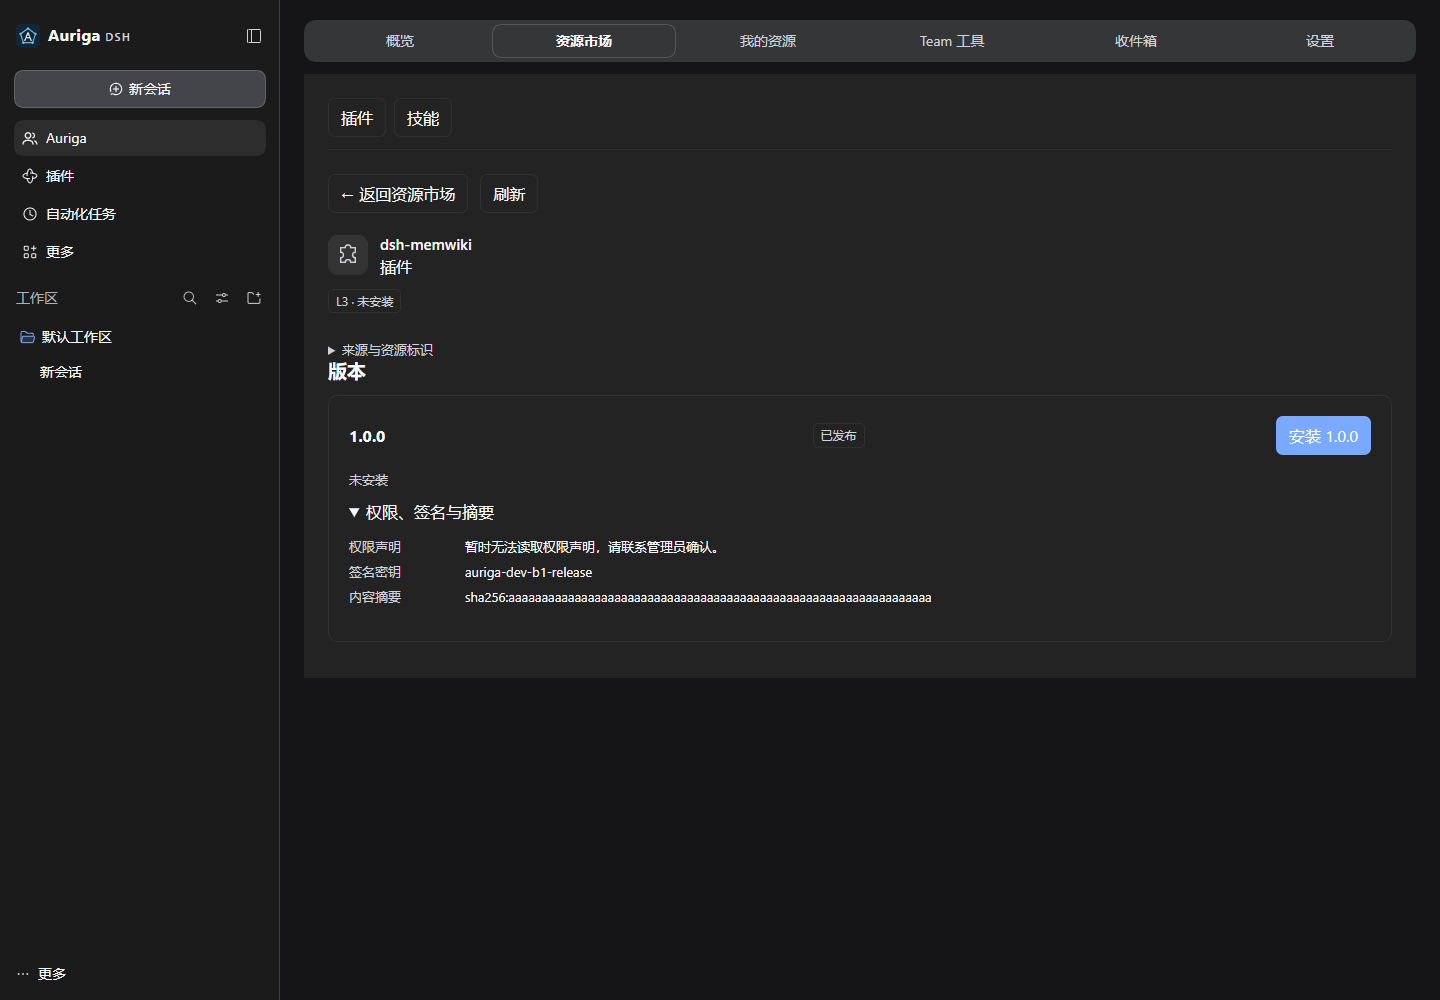 Auriga DSH
新会话
Auriga
插件
自动化任务
更多
工作区
默认工作区
新会话
更多
概览
资源市场
我的资源
Team 工具
收件箱
设置
插件
技能
← 返回资源市场
刷新
dsh-memwiki
插件
L3 · 未安装
▶ 来源与资源标识
版本
1.0.0
已发布
安装 1.0.0
未安装
▼ 权限、签名与摘要
权限声明 暂时无法读取权限声明，请联系管理员确认。
签名密钥 auriga-dev-b1-release
内容摘要 sha256:aaaaaaaaaaaaaaaaaaaaaaaaaaaaaaaaaaaaaaaaaaaaaaaaaaaaaaaaaaaaaaaa